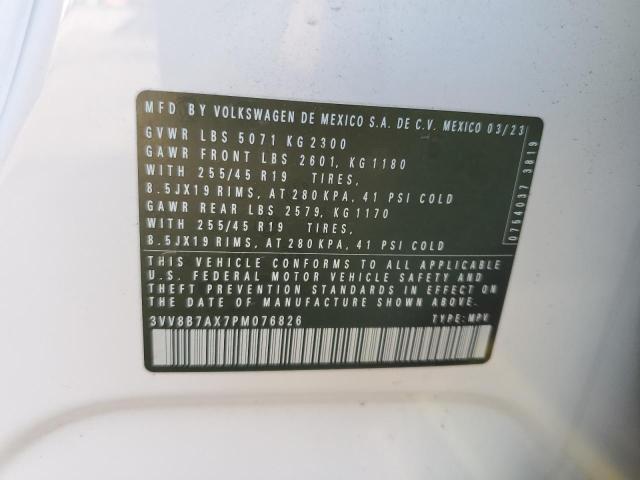 MFD BY VOLKSWAGEN DE MEXICO S.A. DE C.V. MEXICO 03/23
GVWR LBS 5071 KG 2300
GAWR FRONT LBS 2601, KG 1180
WITH 255/45 R19 TIRES,
8.5JX19 RIMS, AT 280 KPA, 41 PSI COLD
GAWR REAR LBS 2579, KG 1170
WITH 255/45 R19 TIRES,
8.5JX19 RIMS, AT 280 KPA, 41 PSI COLD
THIS VEHICLE CONFORMS TO ALL APPLICABLE
U.S. FEDERAL MOTOR VEHICLE SAFETY AND
THEFT PREVENTION STANDARDS IN EFFECT ON
THE DATE OF MANUFACTURE SHOWN ABOVE.
3VV8B7AX7PM076826 TYPE: MPV
0754037 3819